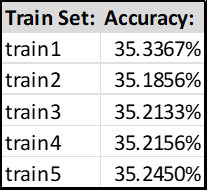 Train Set: Accuracy:
train1 35.3367%
train2 35.1856%
train3 35.2133%
train4 35.2156%
train5 35.2450%